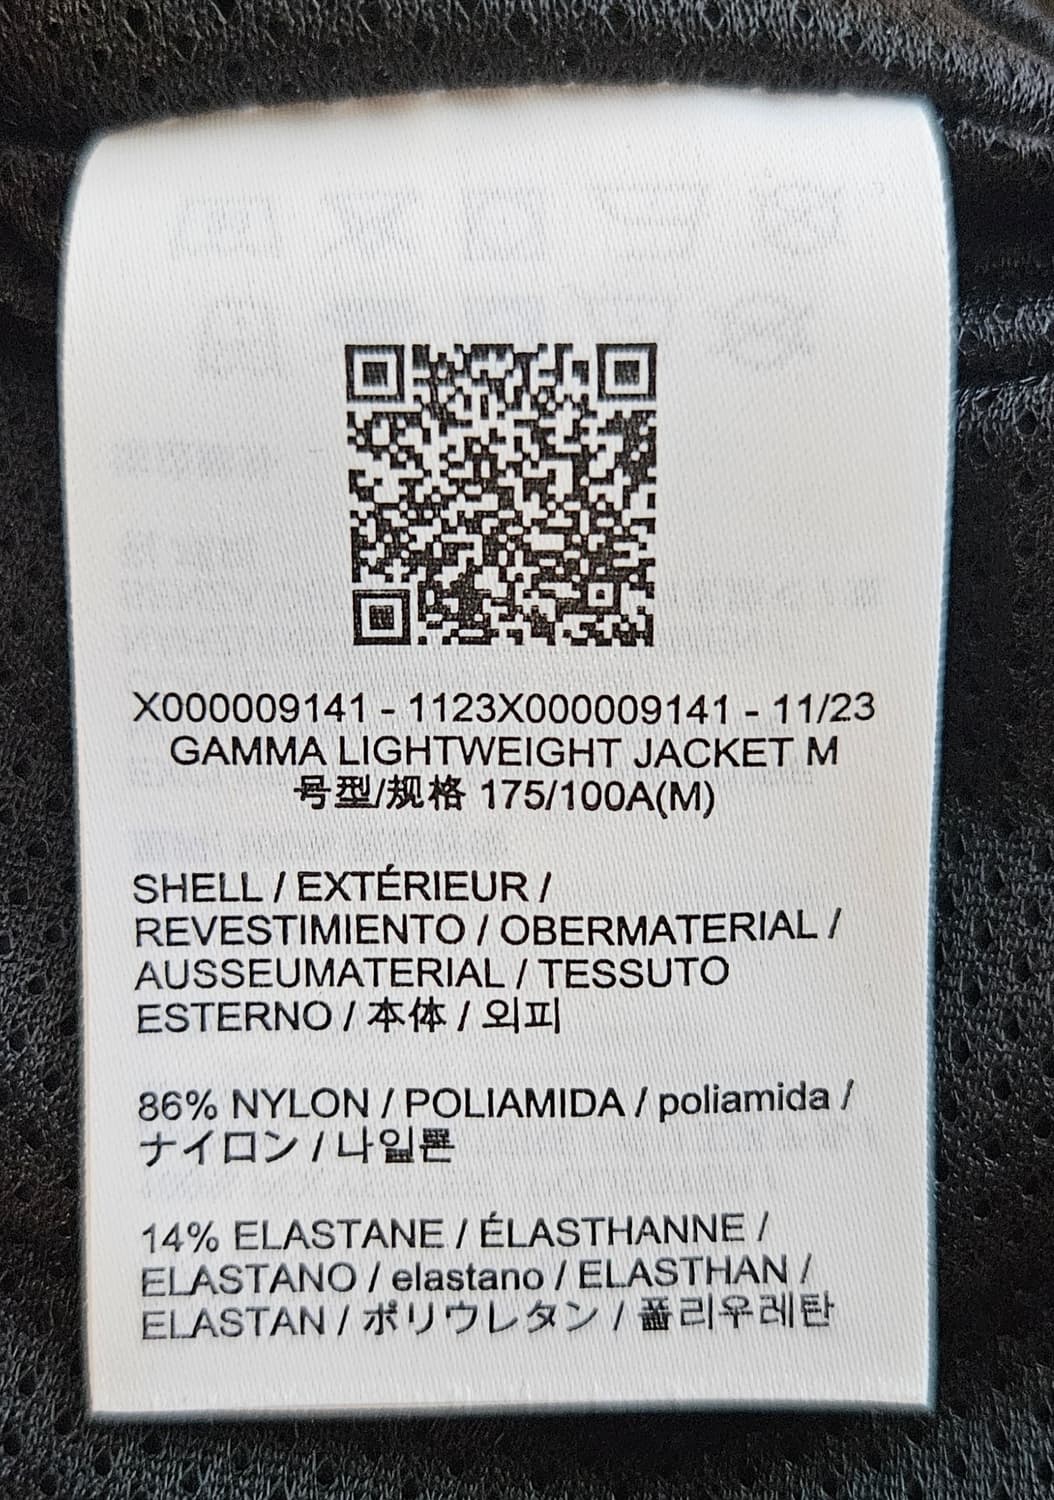 X000009141 - 1123X000009141 - 11/23
GAMMA LIGHTWEIGHT JACKET M
号型/规格 175/100A(M)
SHELL / EXTÉRIEUR /
REVESTIMIENTO / OBERMATERIAL /
AUSSEUMATERIAL / TESSUTO
ESTERNO / 本体 / 외피
86% NYLON / POLIAMIDA / poliamida /
ナイロン / 나일론
14% ELASTANE / ÉLASTHANNE /
ELASTANO / elastano / ELASTHAN /
ELASTAN / ポリウレタン / 폴리우레탄